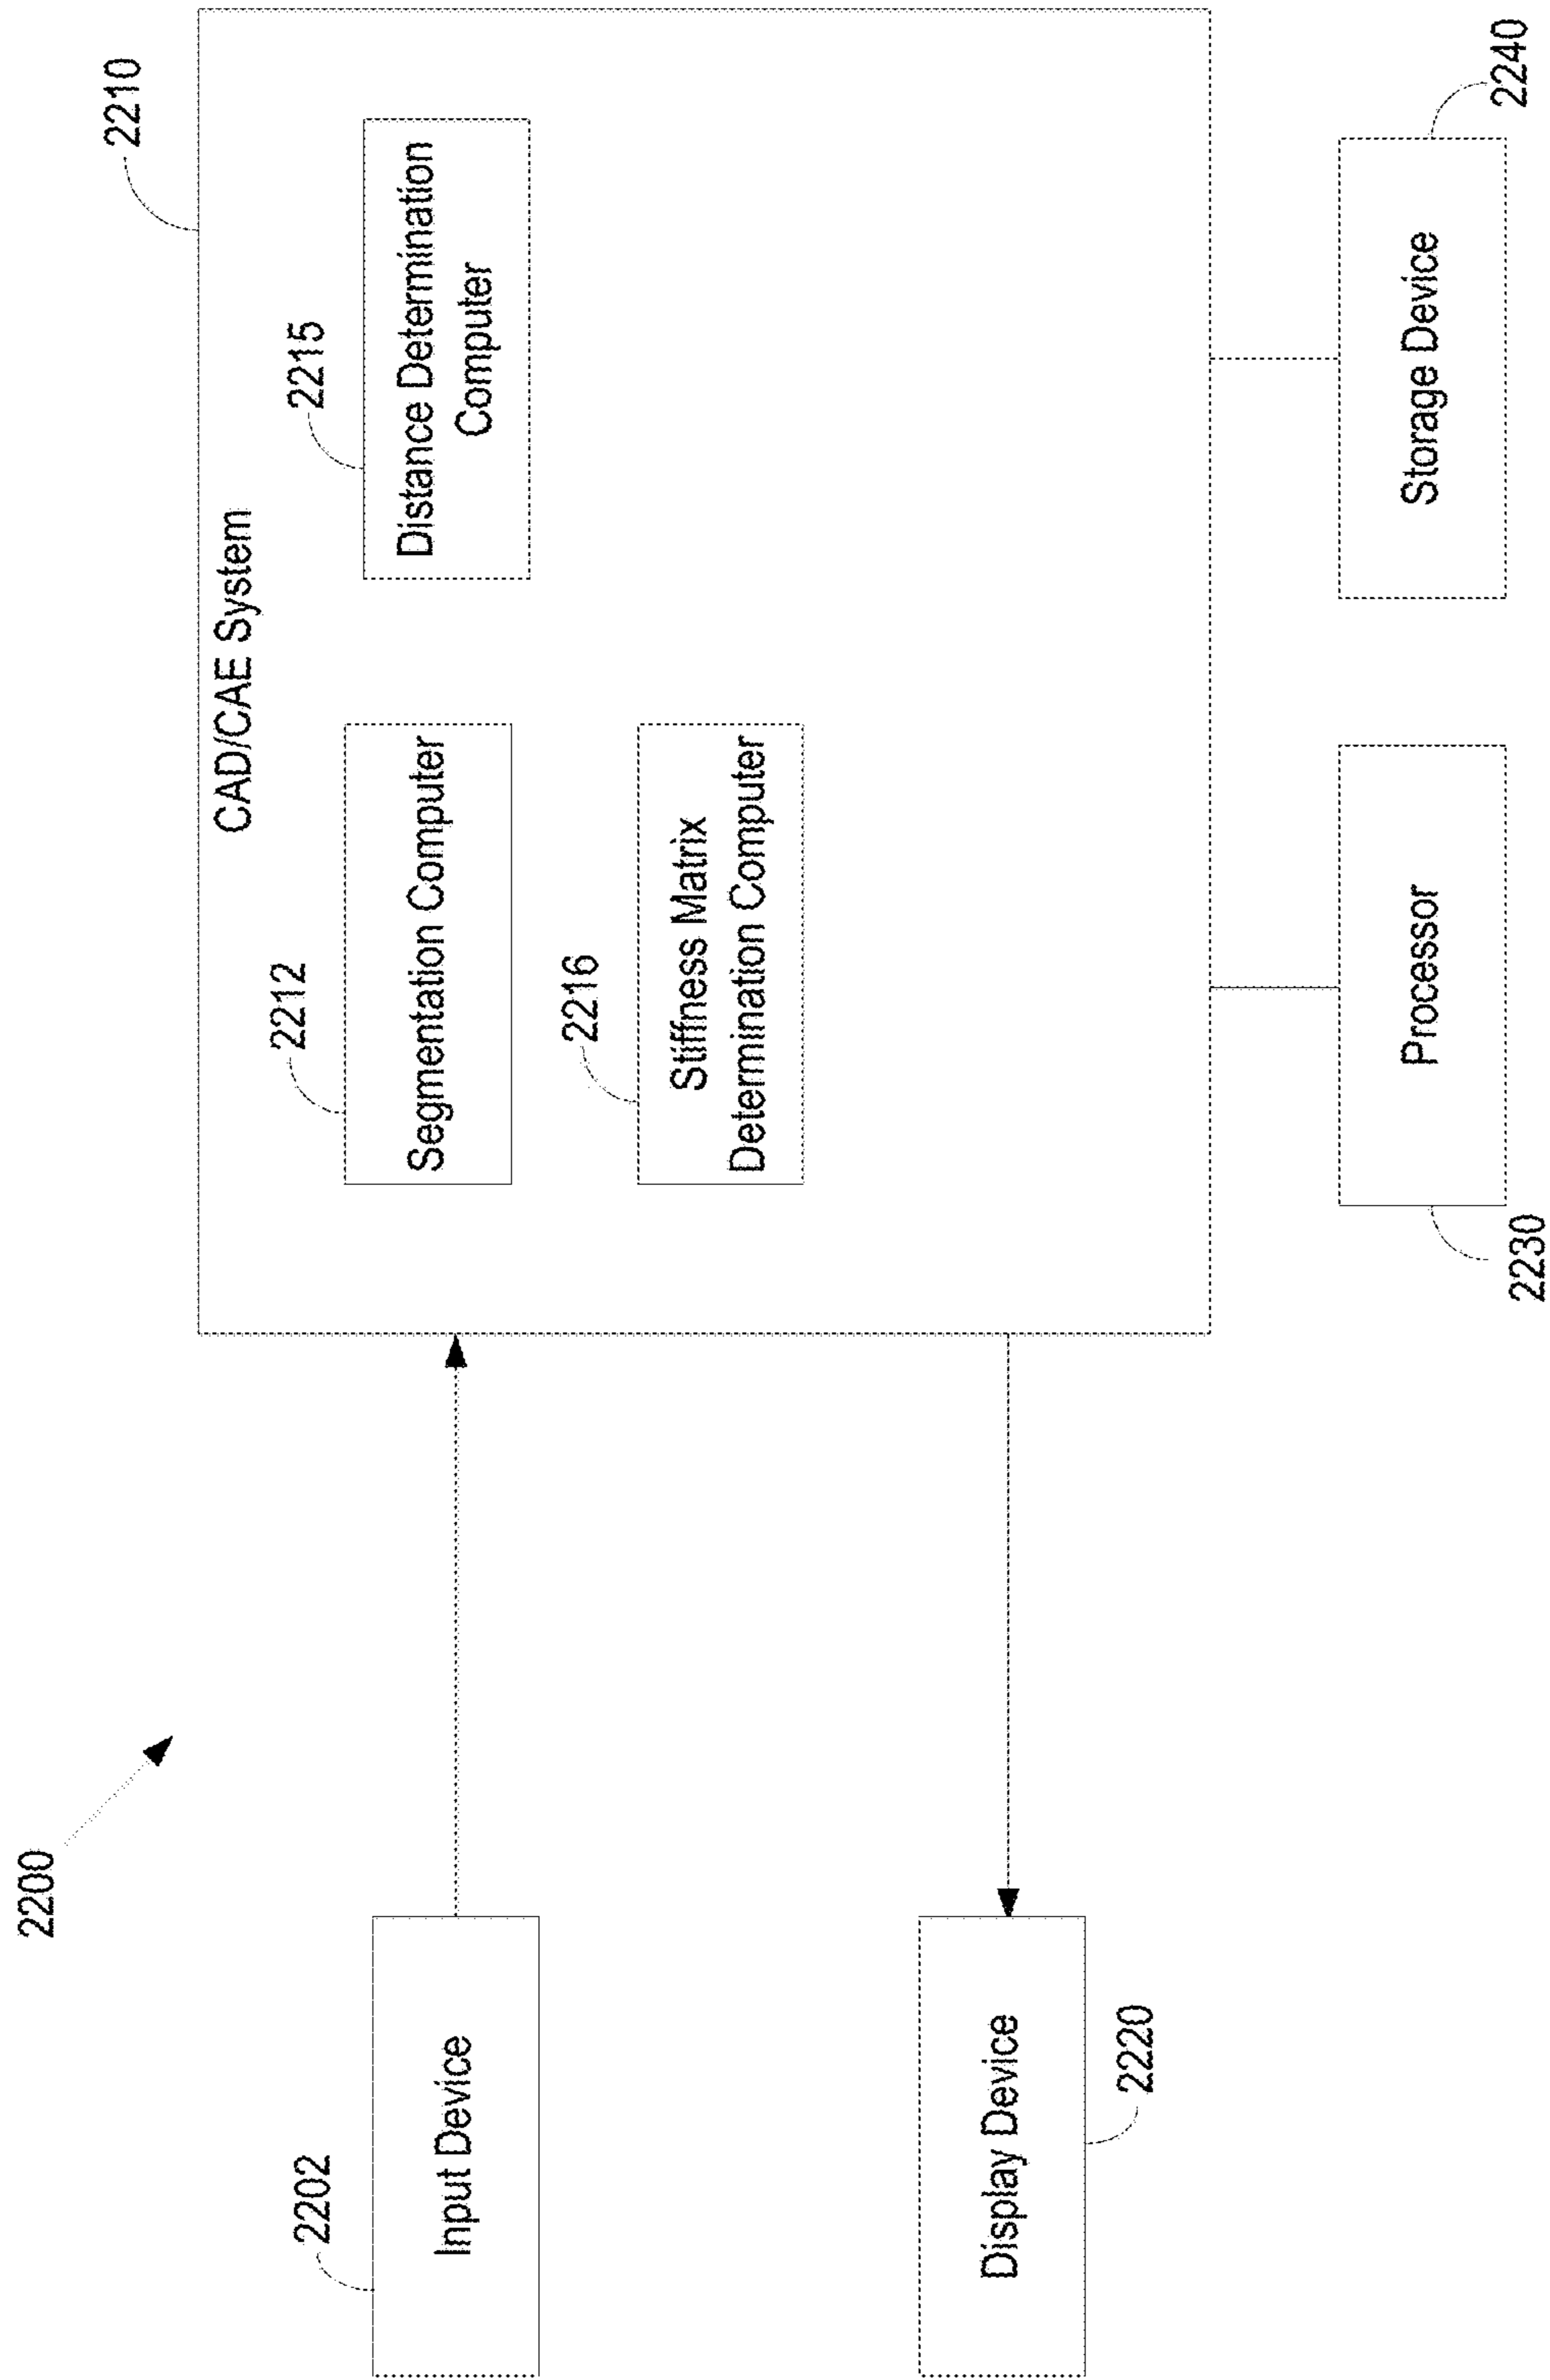 2200
2210
CAD/CAE System
2202
Input Device
2212
Segmentation Computer
2215
Distance Determination
Computer
2216
Stiffness Matrix
Determination Computer
Display Device
2220
Processor
2230
Storage Device
2240